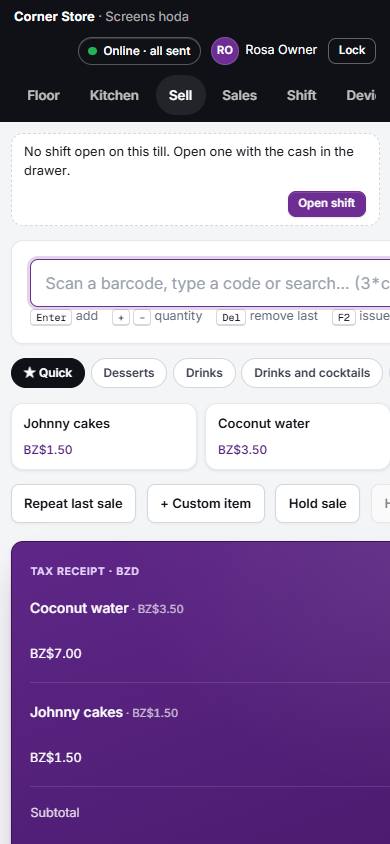 Corner Store · Screens hoda
Online · all sent
RO Rosa Owner
Lock
Floor Kitchen Sell Sales Shift
No shift open on this till. Open one with the cash in the
drawer.
Open shift
Scan a barcode, type a code or search... (3*c
Enter add + − quantity Del remove last F2 issue
★ Quick Desserts Drinks Drinks and cocktails
Johnny cakes Coconut water
BZ$1.50 BZ$3.50
Repeat last sale + Custom item Hold sale
TAX RECEIPT · BZD
Coconut water · BZ$3.50
BZ$7.00
Johnny cakes · BZ$1.50
BZ$1.50
Subtotal